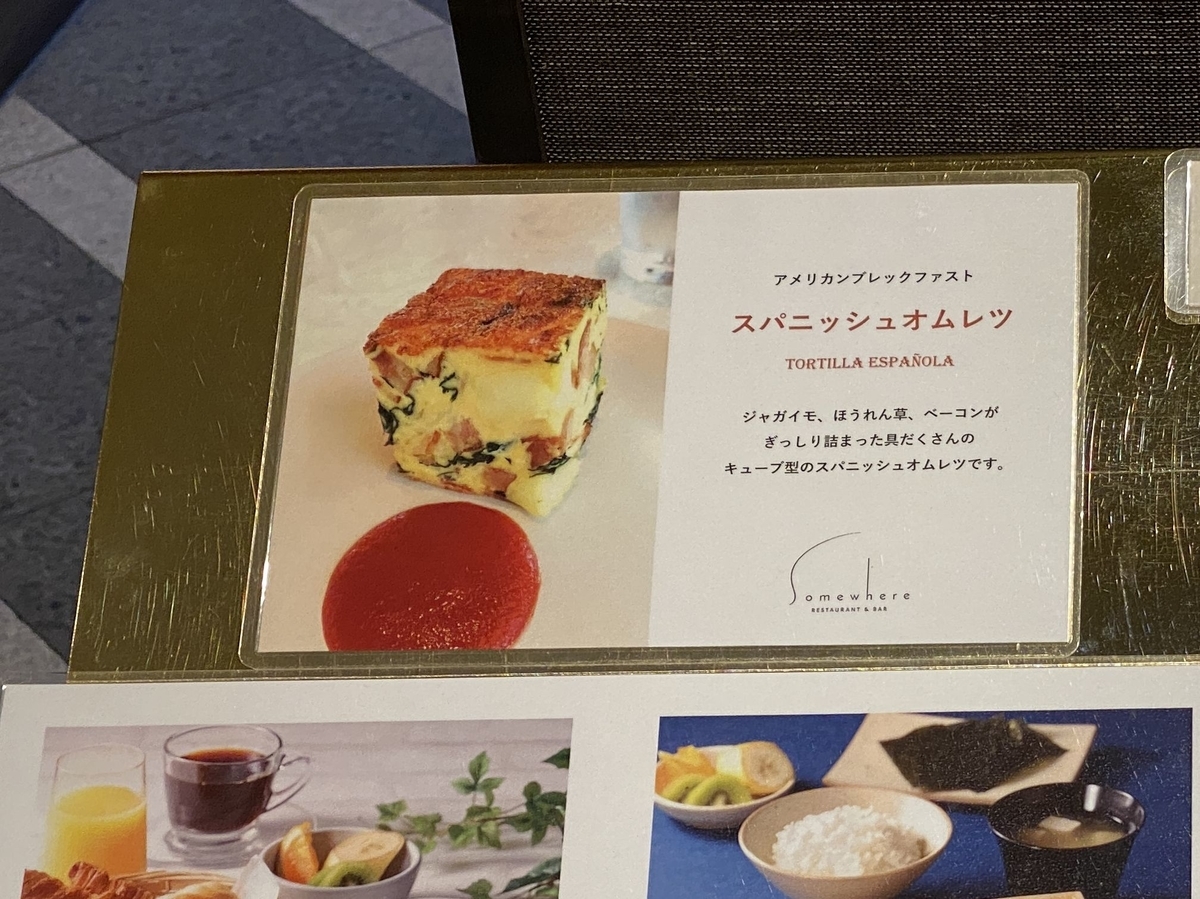 アメリカンブレックファスト
スパニッシュオムレツ
TORTILLA ESPAÑOLA
ジャガイモ、ほうれん草、ベーコンが
ぎっしり詰まった具だくさんの
キューブ型のスパニッシュオムレツです。
Somewhere
RESTAURANT & BAR